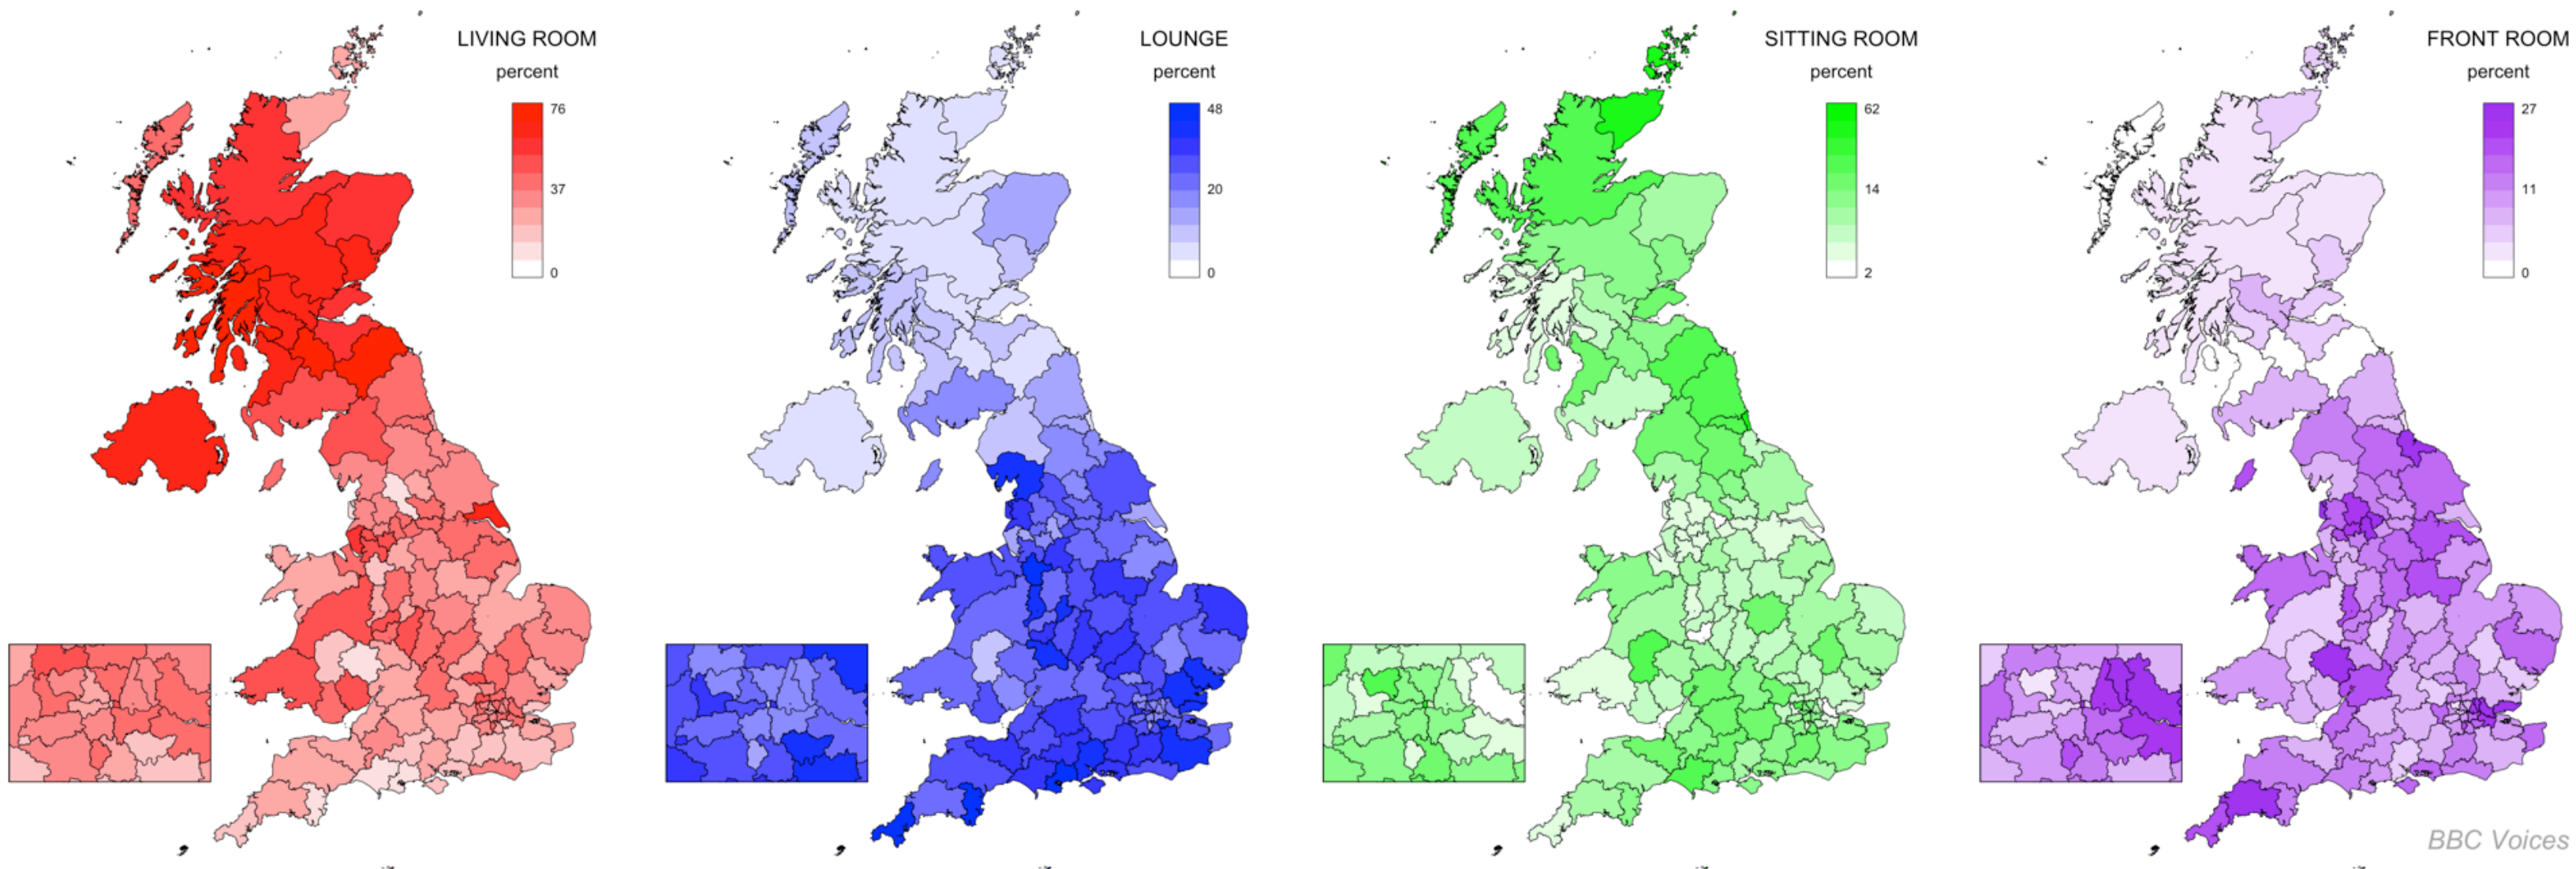 LIVING ROOM
percent
76
37
0
LOUNGE
percent
48
20
0
SITTING ROOM
percent
62
14
2
FRONT ROOM
percent
27
11
0
BBC Voices